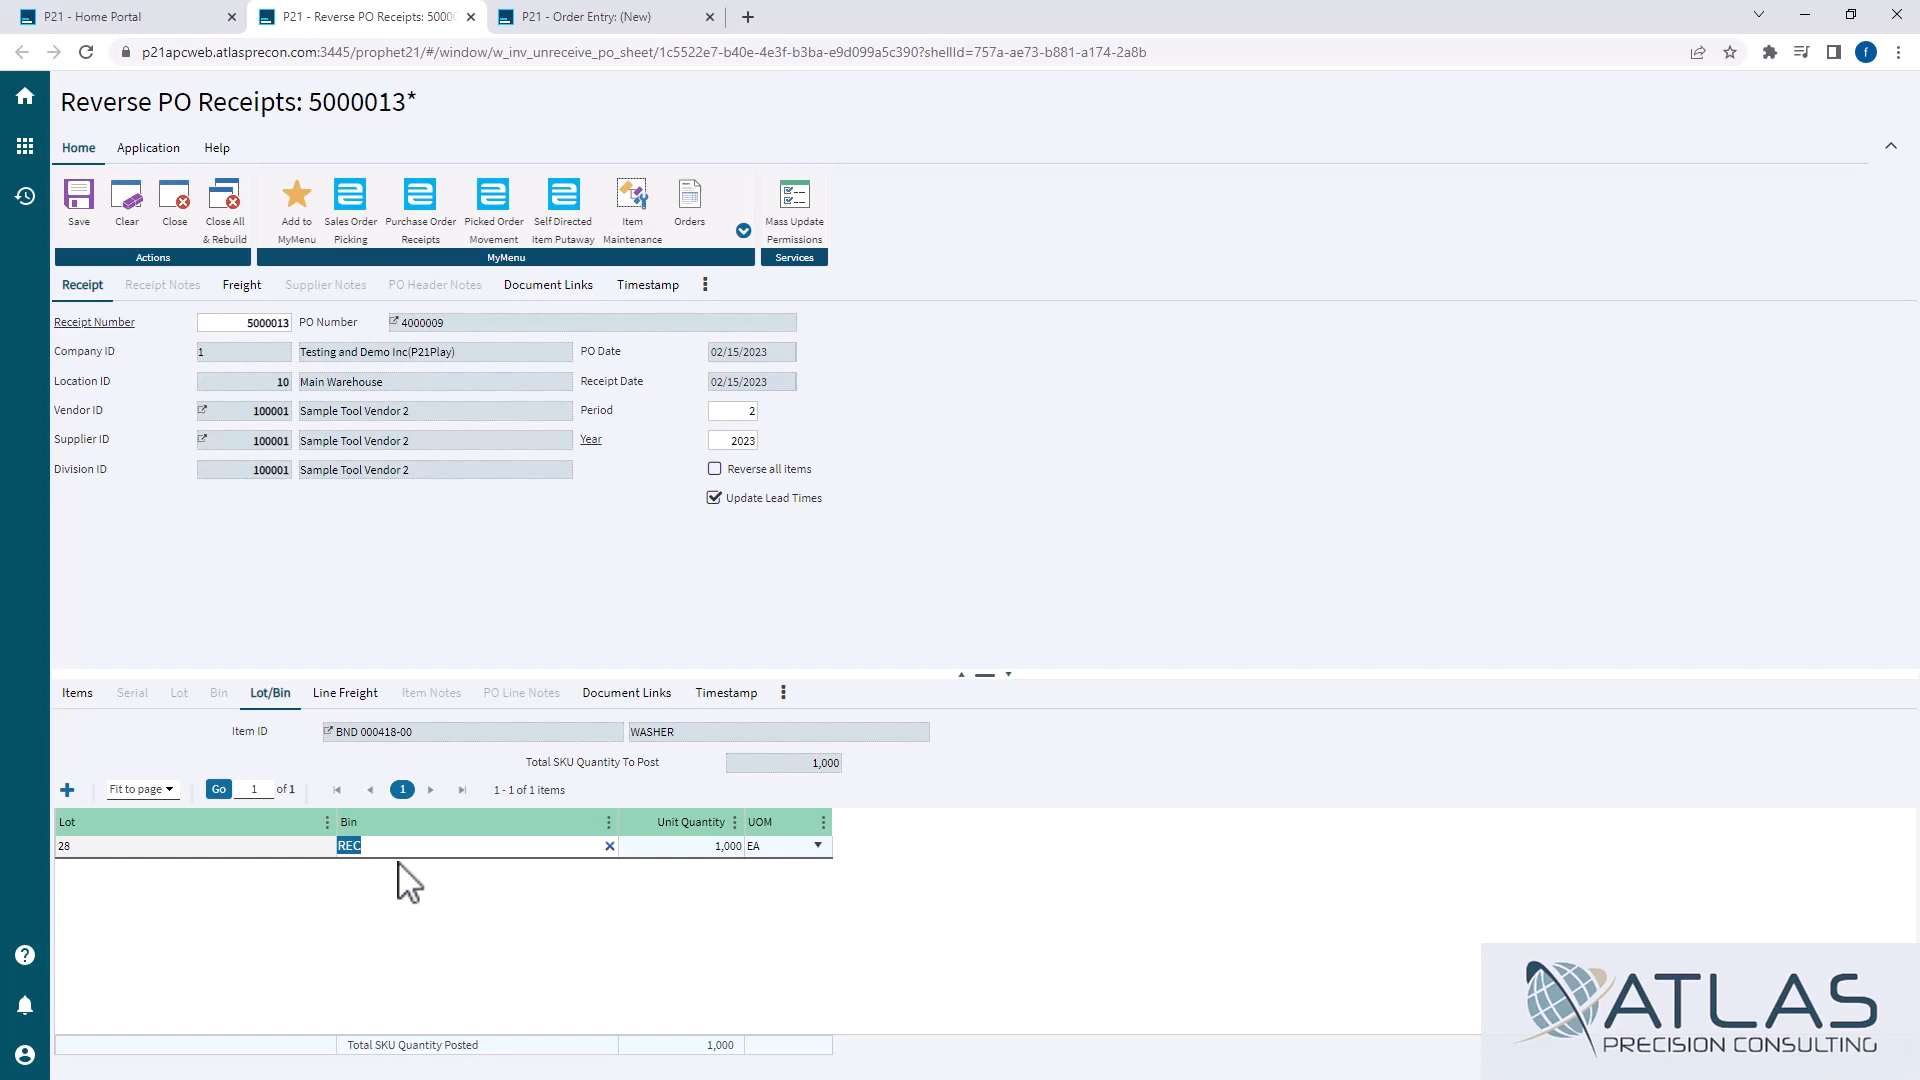 P21 - Home Portal
P21 - Reverse PO Receipts: 5000
P21 - Order Entry: (New)
p21apcweb.atlasprecon.com:3445/prophet21/#/window/w_inv_unreceive_po_sheet/1c5522e7-b40e-4e3f-b3ba-e9d099a5c390?shellId=757a-ae73-b881-a174-2a8b
f
Reverse PO Receipts: 5000013*
Home Application Help
Save Clear Close Close All & Rebuild
Add to MyMenu Sales Order Picking Purchase Order Receipts Picked Order Movement Self Directed Item Putaway Item Maintenance Orders
Mass Update Permissions
Actions MyMenu Services
Receipt Receipt Notes Freight Supplier Notes PO Header Notes Document Links Timestamp
Receipt Number 5000013 PO Number 4000009
Company ID 1 Testing and Demo Inc(P21Play) PO Date 02/15/2023
Location ID 10 Main Warehouse Receipt Date 02/15/2023
Vendor ID 100001 Sample Tool Vendor 2 Period 2
Supplier ID 100001 Sample Tool Vendor 2 Year 2023
Division ID 100001 Sample Tool Vendor 2 Reverse all items
Update Lead Times
Items Serial Lot Bin Lot/Bin Line Freight Item Notes PO Line Notes Document Links Timestamp
Item ID BND 000418-00 WASHER
Total SKU Quantity To Post 1,000
Fit to page Go 1 of 1 1 1 - 1 of 1 items
Lot Bin Unit Quantity UOM
28 REC 1,000 EA
Total SKU Quantity Posted 1,000
ATLAS
PRECISION CONSULTING